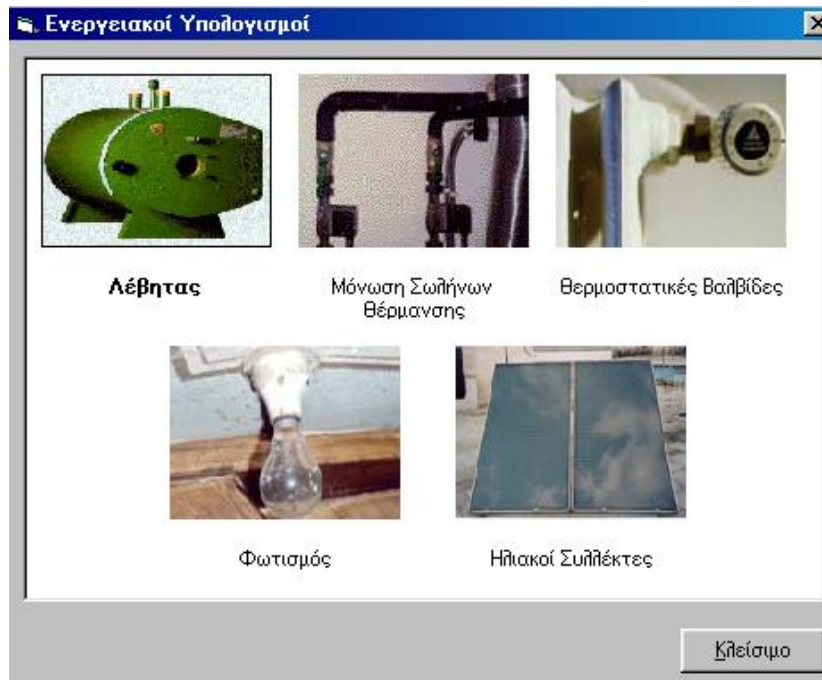 Ενεργειακοί Υπολογισμοί
Λέβητας
Μόνωση Σωλήνων
Θέρμανσης
Θερμοστατικές Βαλβίδες
Φωτισμός
Ηλιακοί Συλλέκτες
Κλείσιμο